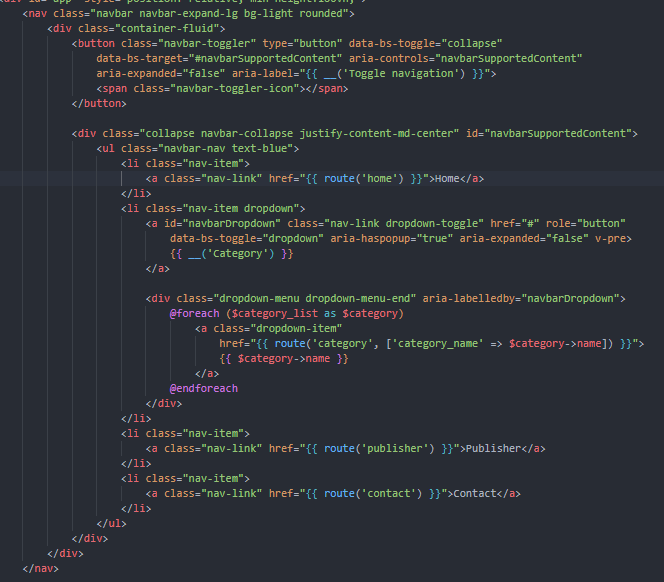 <nav class="navbar navbar-expand-lg bg-light rounded">
<div class="container-fluid">
<button class="navbar-toggler" type="button" data-bs-toggle="collapse"
data-bs-target="#navbarSupportedContent" aria-controls="navbarSupportedContent"
aria-expanded="false" aria-label="{{ __('Toggle navigation') }}">
<span class="navbar-toggler-icon"></span>
</button>
<div class="collapse navbar-collapse justify-content-md-center" id="navbarSupportedContent">
<ul class="navbar-nav text-blue">
<li class="nav-item">
<a class="nav-link" href="{{ route('home') }}">Home</a>
</li>
<li class="nav-item dropdown">
<a id="navbarDropdown" class="nav-link dropdown-toggle" href="#" role="button"
data-bs-toggle="dropdown" aria-haspopup="true" aria-expanded="false" v-pre>
{{ __('Category') }}
</a>
<div class="dropdown-menu dropdown-menu-end" aria-labelledby="navbarDropdown">
@foreach ($category_list as $category)
<a class="dropdown-item"
href="{{ route('category', ['category_name' => $category->name]) }}">
{{ $category->name }}
</a>
@endforeach
</div>
</li>
<li class="nav-item">
<a class="nav-link" href="{{ route('publisher') }}">Publisher</a>
</li>
<li class="nav-item">
<a class="nav-link" href="{{ route('contact') }}">Contact</a>
</li>
</ul>
</div>
</div>
</nav>